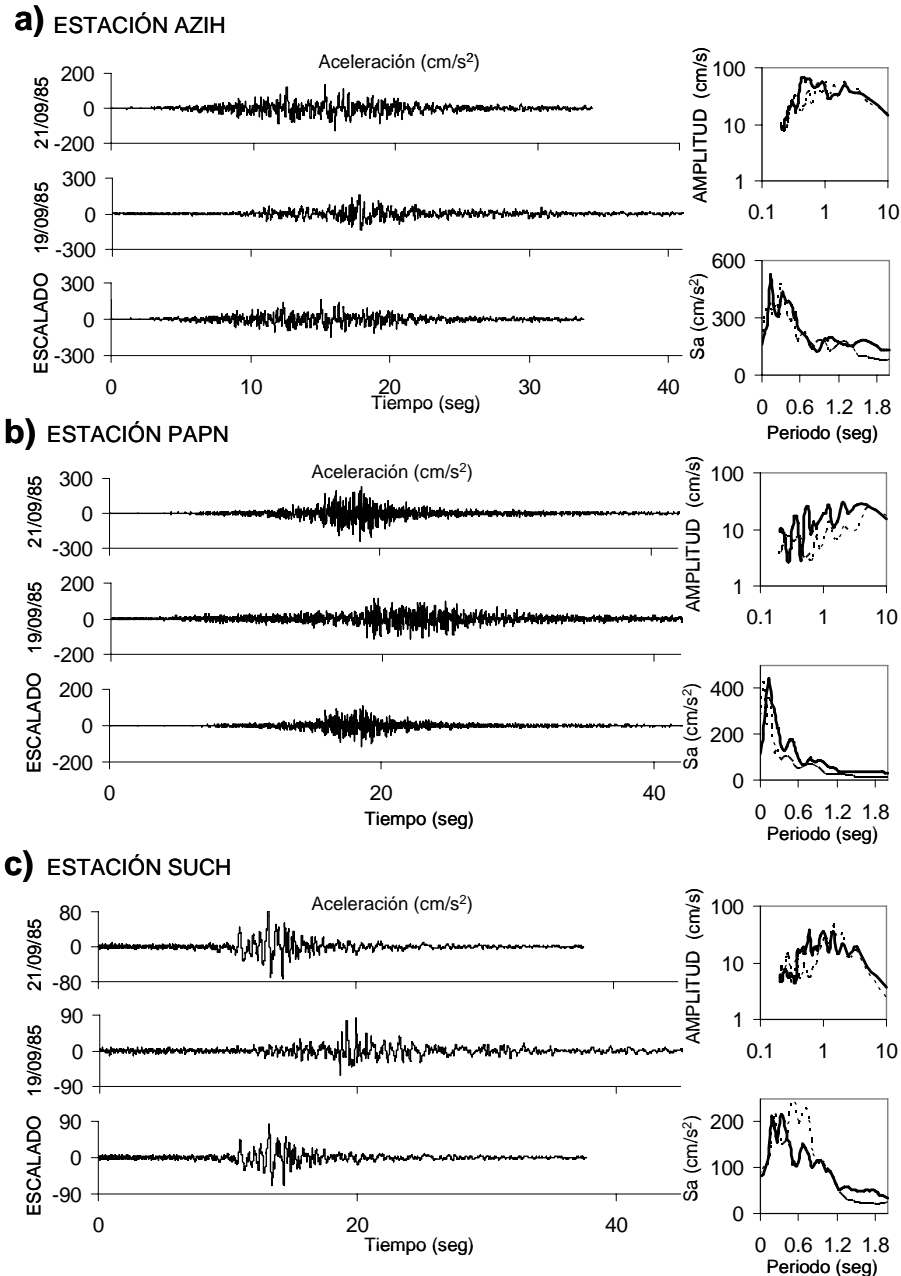 a) ESTACIÓN AZIH
Aceleración (cm/s²)
21/09/85
200
0
-200
19/09/85
300
0
-300
ESCALADO
300
0
-300
0 10 20 30 40
Tiempo (seg)
AMPLITUD (cm/s)
100
10
1
0.1 1 10
Sa (cm/s²)
600
300
0
0 0.6 1.2 1.8
Periodo (seg)
b) ESTACIÓN PAPN
Aceleración (cm/s²)
21/09/85
300
0
-300
19/09/85
200
0
-200
ESCALADO
200
0
-200
0 20 40
Tiempo (seg)
AMPLITUD (cm/s)
100
10
1
0.1 1 10
Sa (cm/s²)
400
200
0
0 0.6 1.2 1.8
Periodo (seg)
c) ESTACIÓN SUCH
Aceleración (cm/s²)
21/09/85
80
0
-80
19/09/85
90
0
-90
ESCALADO
90
0
-90
0 20 40
Tiempo (seg)
AMPLITUD (cm/s)
100
10
1
0.1 1 10
Sa (cm/s²)
200
100
0
0 0.6 1.2 1.8
Periodo (seg)